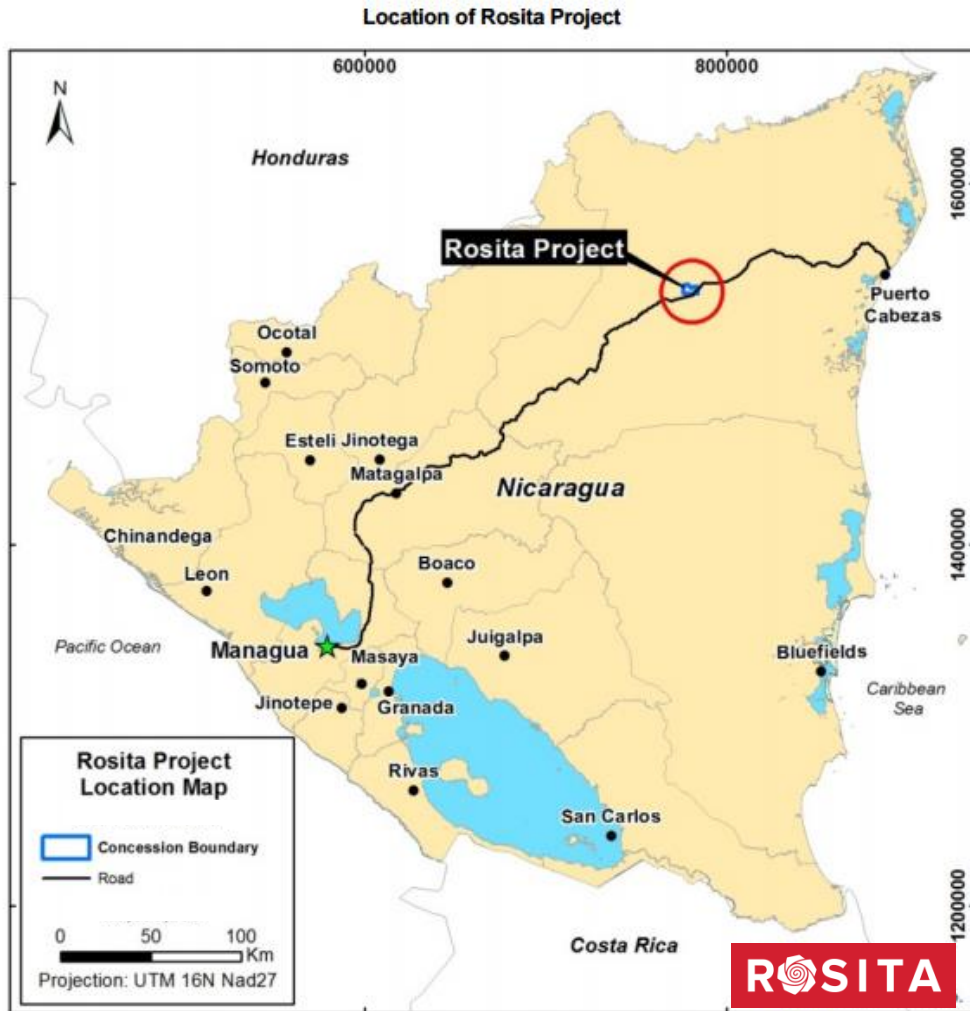 Location of Rosita Project
600000
800000
N
Honduras
1600000
Rosita Project
Puerto
Cabezas
Ocotal
Somoto
Esteli
Jinotega
Matagalpa
Nicaragua
Chinandega
1400000
Boaco
Leon
Pacific Ocean
Managua
Masaya
Juigalpa
Bluefields
Jinotepe
Granada
Caribbean
Sea
Rivas
San Carlos
Rosita Project
Location Map
Concession Boundary
Road
0 50 100
Km
Projection: UTM 16N Nad27
1200000
Costa Rica
ROSITA